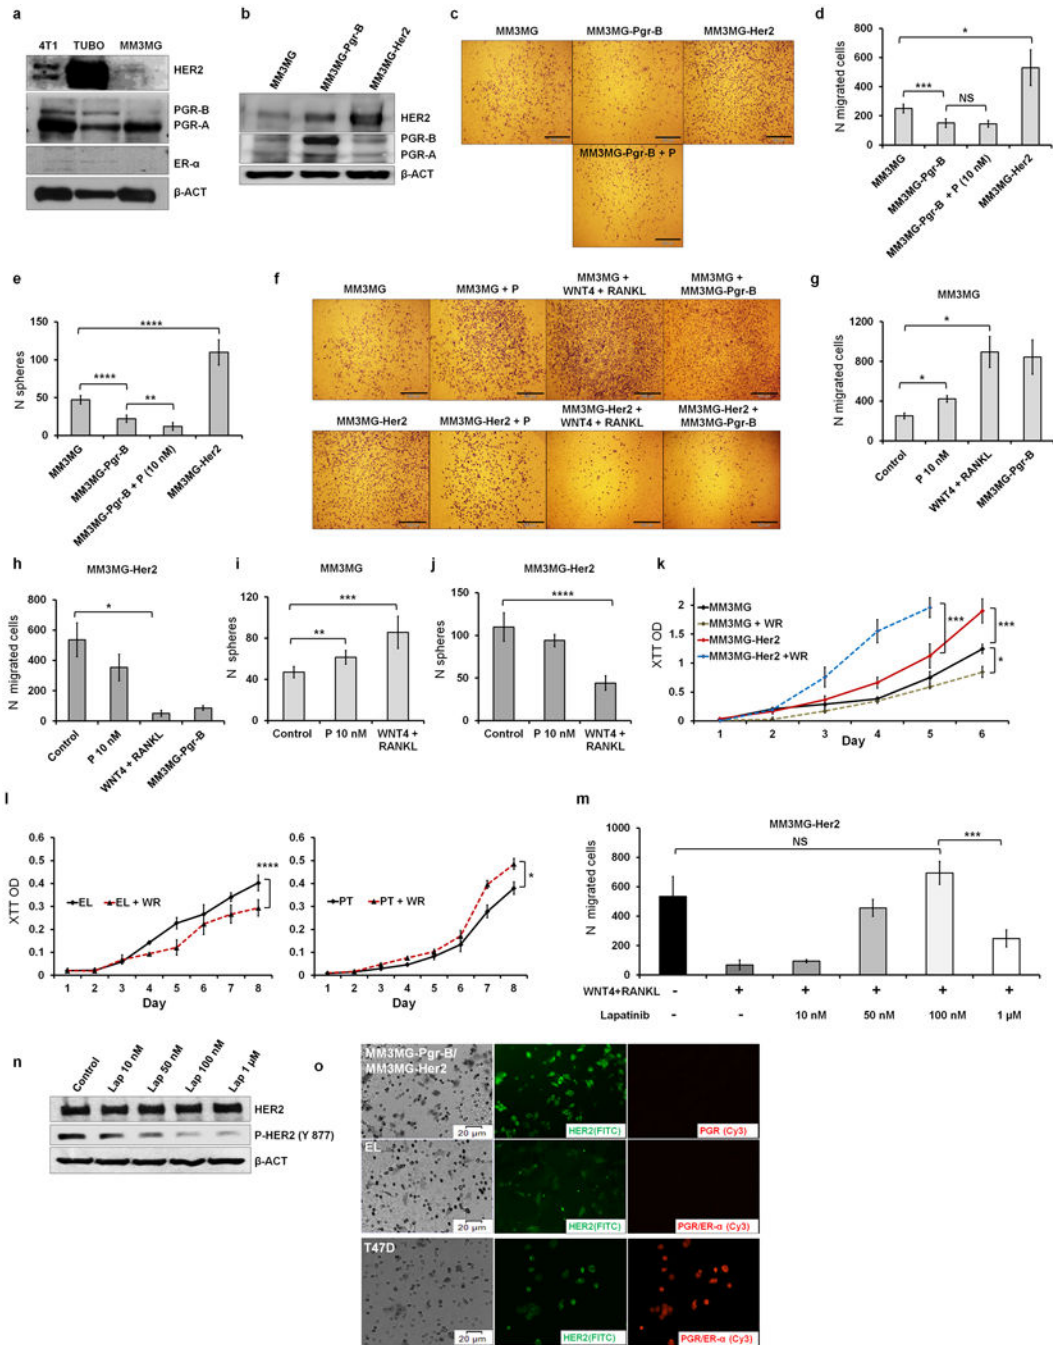 a
4T1 TUBO MM3MG
HER2
PGR-B
PGR-A
ER-α
β-ACT
b
MM3MG
MM3MG-Pgr-B
MM3MG-Her2
HER2
PGR-B
PGR-A
β-ACT
c
MM3MG MM3MG-Pgr-B MM3MG-Her2
MM3MG-Pgr-B + P
d
N migrated cells
800
600
400
200
0
*
***
NS
MM3MG
MM3MG-Pgr-B
MM3MG-Pgr-B + P (10 nM)
MM3MG-Her2
e
N spheres
150
100
50
0
****
****
**
MM3MG
MM3MG-Pgr-B
MM3MG-Pgr-B + P (10 nM)
MM3MG-Her2
f
MM3MG
MM3MG + P
MM3MG +
WNT4 + RANKL
MM3MG +
MM3MG-Pgr-B
MM3MG-Her2
MM3MG-Her2 + P
MM3MG-Her2 +
WNT4 + RANKL
MM3MG-Her2 +
MM3MG-Pgr-B
g
MM3MG
N migrated cells
1200
800
400
0
*
*
Control
P 10 nM
WNT4 + RANKL
MM3MG-Pgr-B
h
MM3MG-Her2
N migrated cells
800
600
400
200
0
*
Control
P 10 nM
WNT4 + RANKL
MM3MG-Pgr-B
i
MM3MG
N spheres
120
80
40
0
***
**
Control P 10 nM WNT4 +
RANKL
j
MM3MG-Her2
N spheres
150
100
50
0
****
Control P 10 nM WNT4 +
RANKL
k
XTT OD
2
1.5
1
0.5
0
MM3MG
MM3MG + WR
MM3MG-Her2
MM3MG-Her2 +WR
***
***
*
1 2 3 4 5 6
Day
l
XTT OD
0.6
0.5
0.4
0.3
0.2
0.1
0
EL EL + WR
****
1 2 3 4 5 6 7 8
Day
0.6
0.5
0.4
0.3
0.2
0.1
0
PT PT + WR
*
1 2 3 4 5 6 7 8
Day
m
MM3MG-Her2
N migrated cells
1000
800
600
400
200
0
NS
***
WNT4+RANKL - + + + + +
Lapatinib - - 10 nM 50 nM 100 nM 1 µM
n
Control
Lap 10 nM
Lap 50 nM
Lap 100 nM
Lap 1 µM
HER2
P-HER2 (Y 877)
β-ACT
o
MM3MG-Pgr-B/
MM3MG-Her2
20 µm
HER2(FITC)
PGR (Cy3)
EL
20 µm
HER2(FITC)
PGR/ER-α (Cy3)
T47D
20 µm
HER2(FITC)
PGR/ER-α (Cy3)